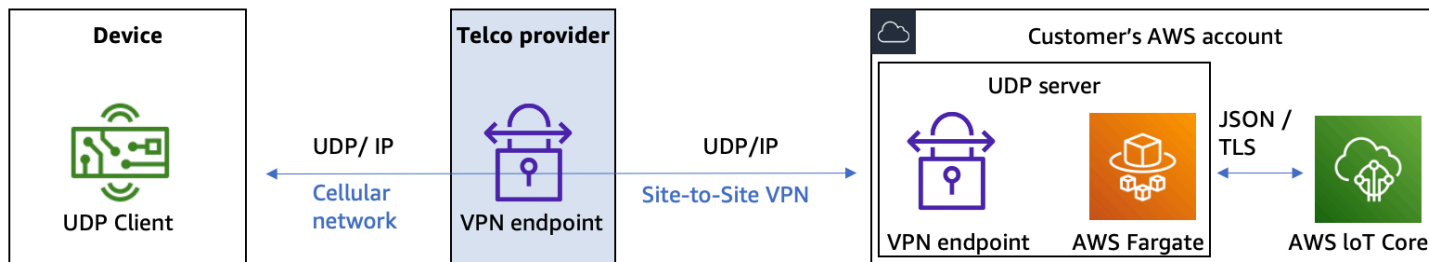 Device
UDP Client
UDP/ IP
Cellular
network
Telco provider
VPN endpoint
UDP/IP
Site-to-Site VPN
Customer's AWS account
UDP server
VPN endpoint
AWS Fargate
JSON /
TLS
AWS IoT Core